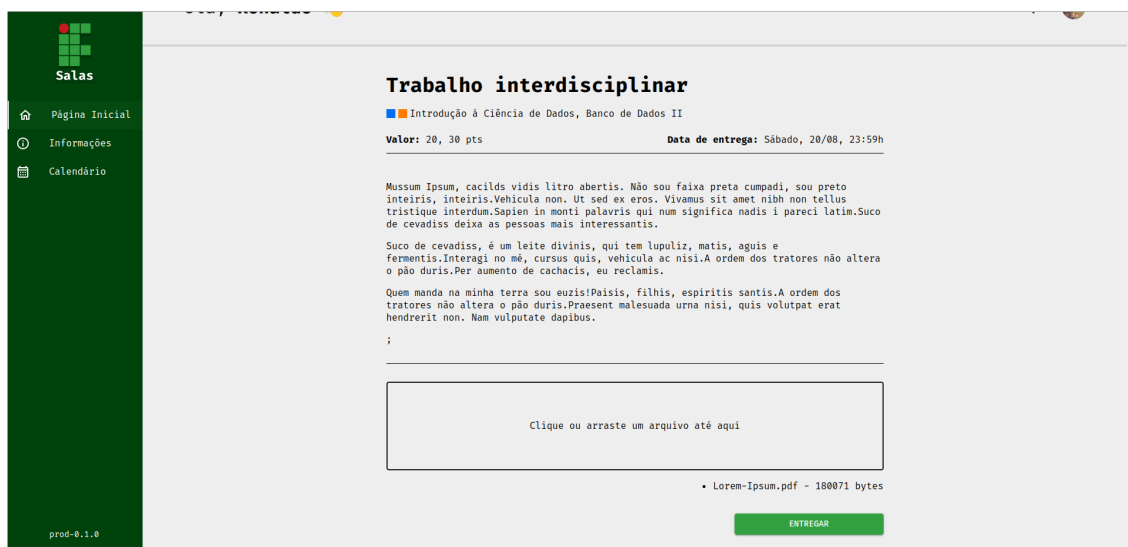 Salas
Página Inicial
Informações
Calendário
prod-0.1.0
Trabalho interdisciplinar
Introdução à Ciência de Dados, Banco de Dados II
Valor: 20, 30 pts Data de entrega: Sábado, 20/08, 23:59h
Mussum Ipsum, cacilds vidis litro abertis. Não sou faixa preta cumpadi, sou preto
inteiris, inteiris.Vehicula non. Ut sed ex eros. Vivamus sit amet nibh non tellus
tristique interdum.Sapien in monti palavris qui num significa nadis i pareci latim.Suco
de cevadiss deixa as pessoas mais interessantis.
Suco de cevadiss, é um leite divinis, qui tem lupuliz, matis, aguis e
fermentis.Interagi no mé, cursus quis, vehicula ac nisi.A ordem dos tratores não altera
o pão duris.Per aumento de cachacis, eu reclamis.
Quem manda na minha terra sou euzis!Paisis, filhis, espiritis santis.A ordem dos
tratores não altera o pão duris.Praesent malesuada urna nisi, quis volutpat erat
hendrerit non. Nam vulputate dapibus.
;
Clique ou arraste um arquivo até aqui
• Lorem-Ipsum.pdf - 180071 bytes
ENTREGAR